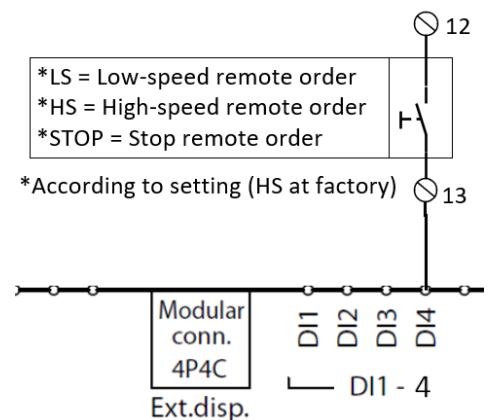 12
*LS = Low-speed remote order
*HS = High-speed remote order
*STOP = Stop remote order
*According to setting (HS at factory)
13
Modular
conn.
4P4C
DI1
DI2
DI3
DI4
DI1 - 4
Ext.disp.